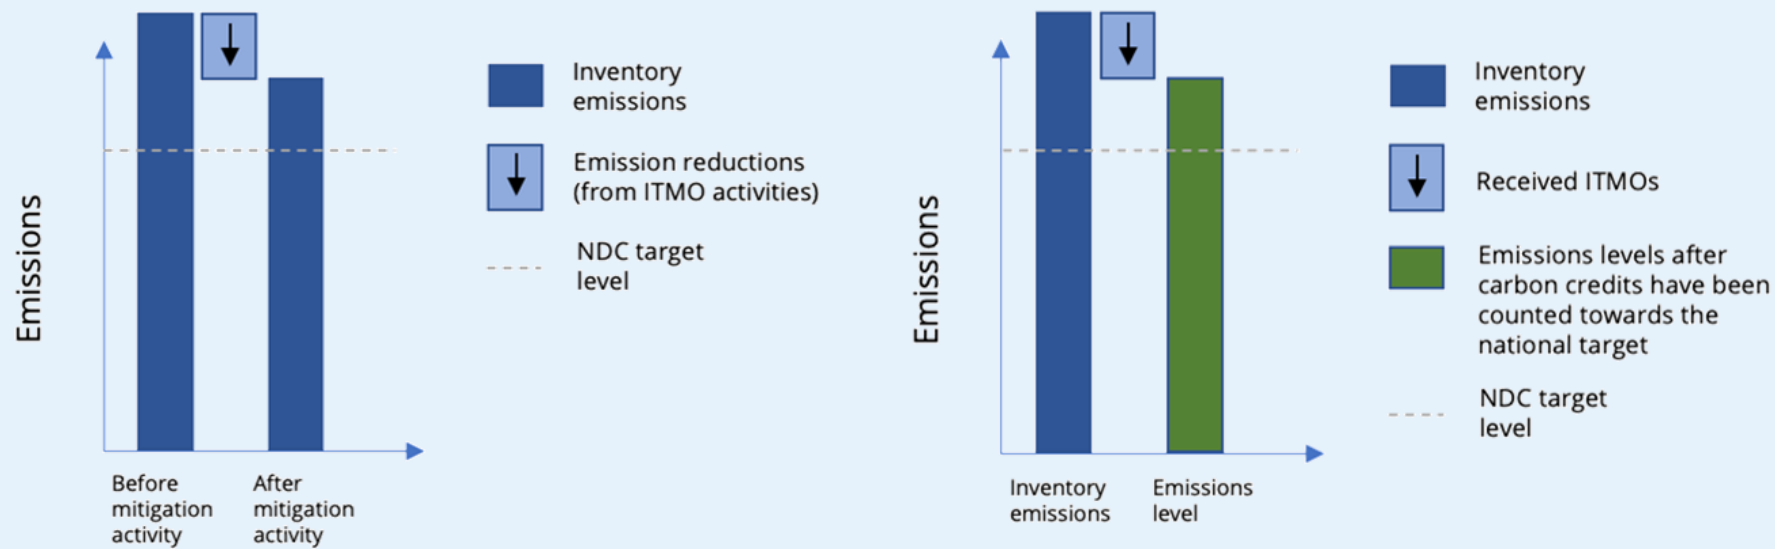 Emissions
Before
mitigation
activity
After
mitigation
activity
Inventory
emissions
Emission reductions
(from ITMO activities)
NDC target
level
Emissions
Inventory
emissions
Emissions
level
Inventory
emissions
Received ITMOs
Emissions levels after
carbon credits have been
counted towards the
national target
NDC target
level